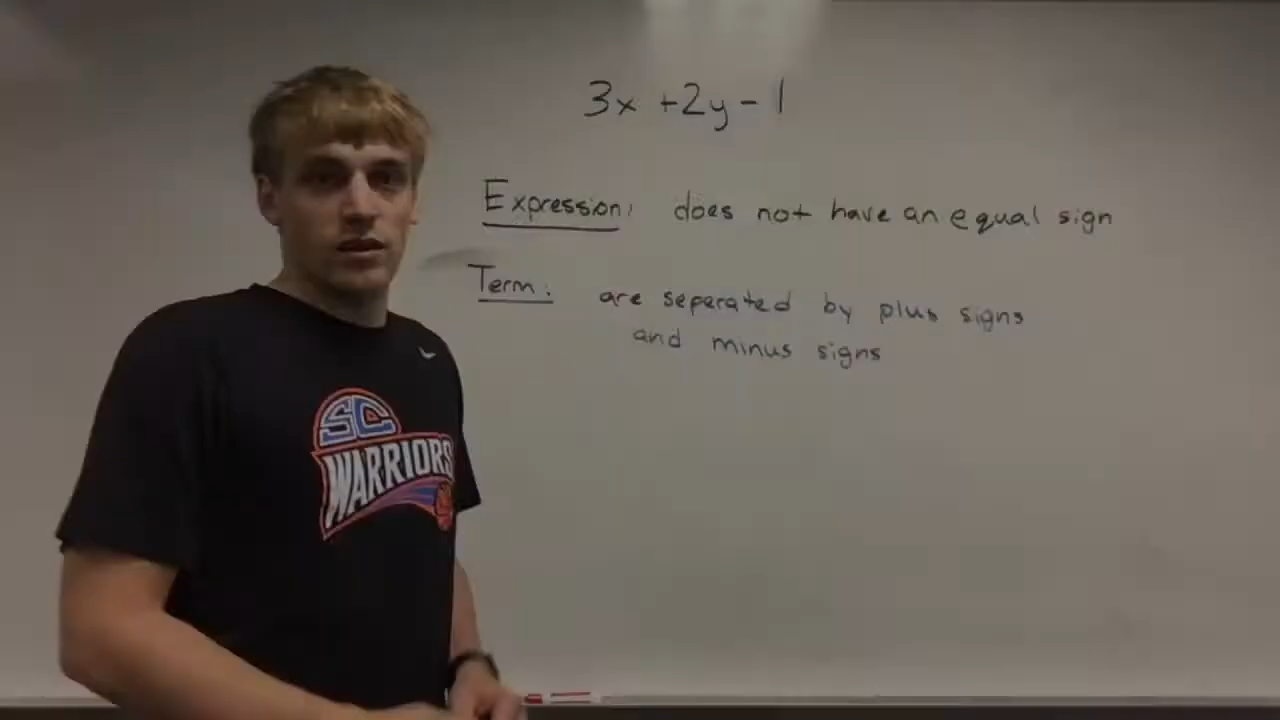 3x + 2y - 1
Expression: does not have an equal sign
Term: are seperated by plus signs
and minus signs
SC
WARRIORS